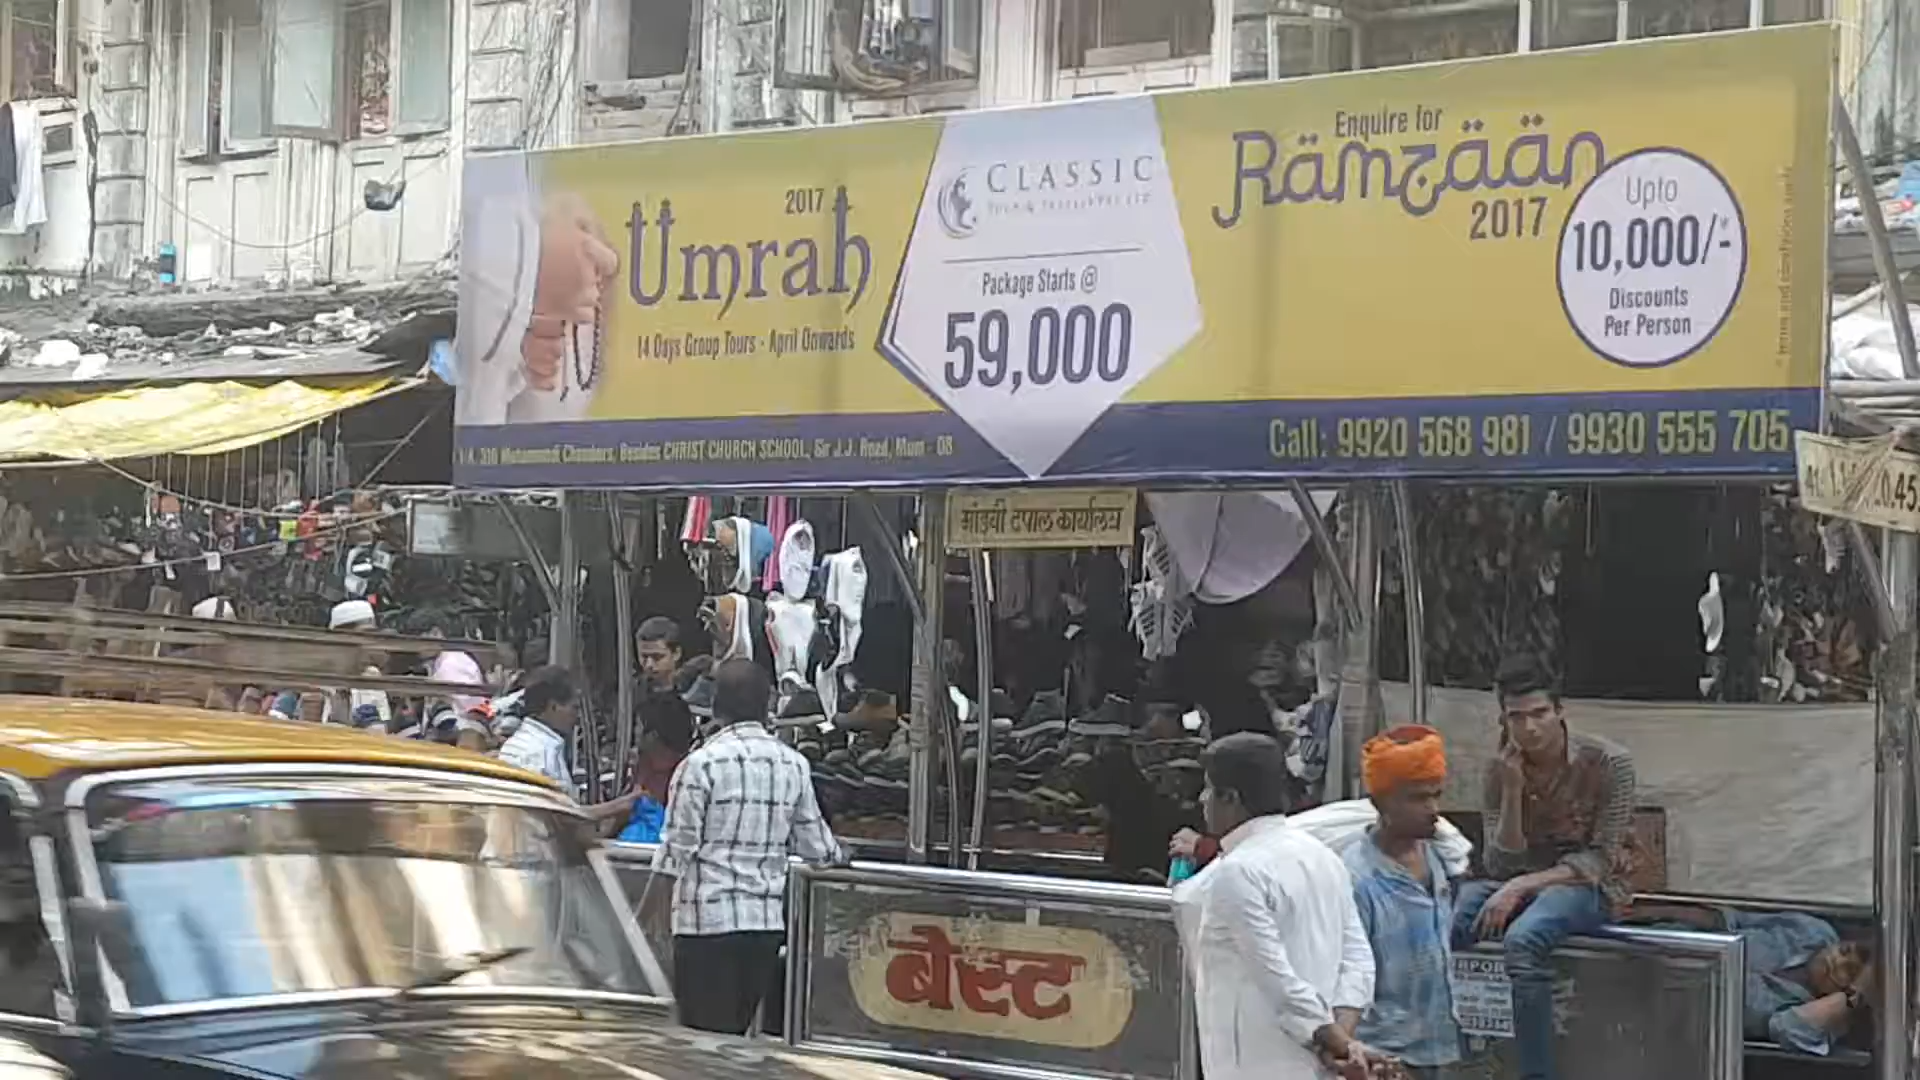 2017
Umrah
14 Days Group Tours - April Onwards
CLASSIC
Package Starts @
59,000
Enquire for
Rämzään
2017
Upto
10,000/-*
Discounts
Per Person
Chambers, Besides CHRIST CHURCH SCHOOL, Sir J.J. Road, Mum - 08
Call: 9920 568 981 / 9930 555 705
मांडवी टपाल कार्यालय
बेस्ट